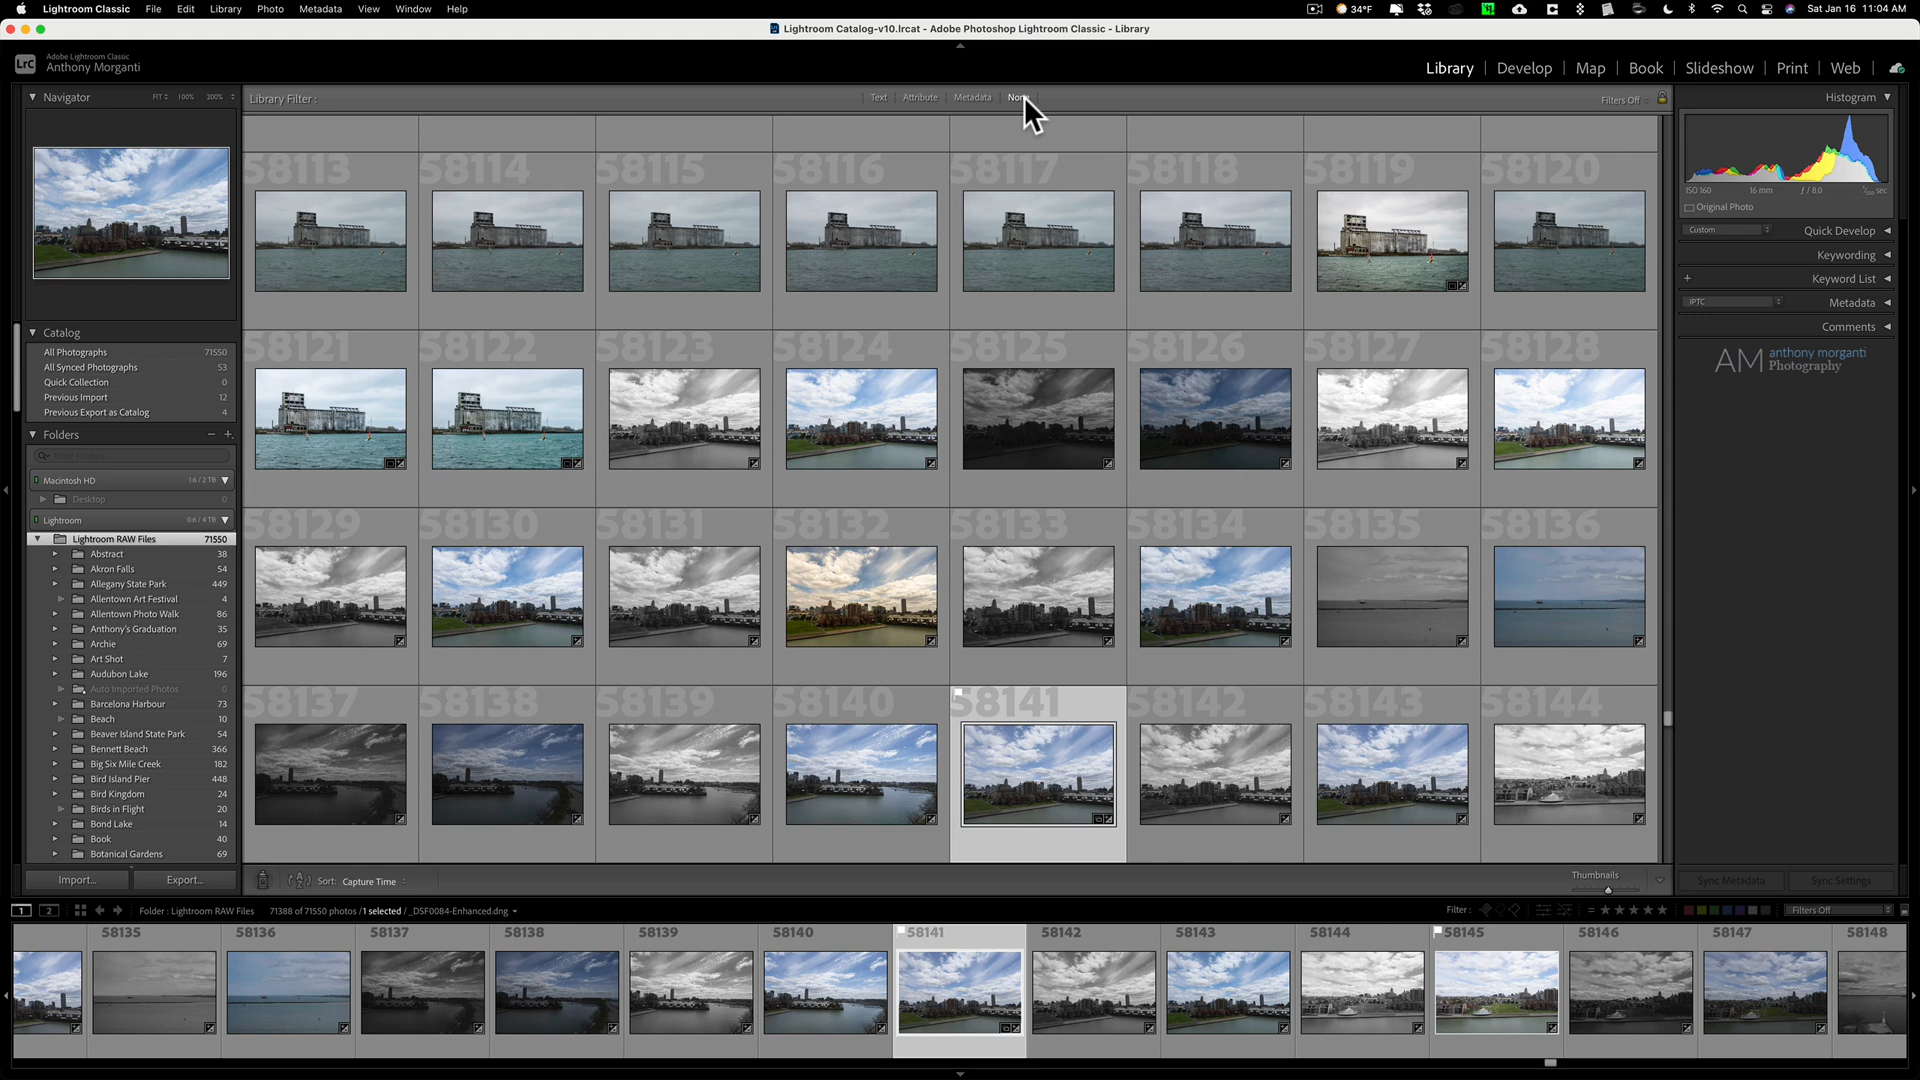 Lightroom Classic File Edit Library Photo Metadata View Window Help
34°F Sat Jan 16 11:04 AM
Lightroom Catalog-v10.lrcat - Adobe Photoshop Lightroom Classic - Library
LrC
Adobe Lightroom Classic
Anthony Morganti
Library | Develop | Map | Book | Slideshow | Print | Web
Navigator FIT 100% 200%
Library Filter : Text Attribute Metadata Filters Off
Histogram
58113 58114 58115 58116 58117 58118 58119 58120
ISO 160 16 mm ƒ / 8.0
Original Photo
Custom Quick Develop
Keywording
+ Keyword List
IPTC Metadata
Comments
AM anthony morganti
Photography
Catalog
All Photographs 71550
All Synced Photographs 53
Quick Collection 0
Previous Import 12
Previous Export as Catalog 4
58121 58122 58123 58124 58125 58126 58127 58128
Folders − +
Filter Folders
Macintosh HD 1.6 / 2 TB
Desktop 0
Lightroom 0.6 / 4 TB
Lightroom RAW Files 71550
Abstract 38
Akron Falls 54
Allegany State Park 449
Allentown Art Festival 4
Allentown Photo Walk 86
Anthony's Graduation 35
Archie 69
Art Shot 7
Audubon Lake 196
Auto Imported Photos 0
Barcelona Harbour 73
Beach 10
Beaver Island State Park 54
Bennett Beach 366
Big Six Mile Creek 182
Bird Island Pier 448
Bird Kingdom 24
Birds in Flight 20
Bond Lake 14
Book 40
Botanical Gardens 69
58129 58130 58131 58132 58133 58134 58135 58136
58137 58138 58139 58140 58141 58142 58143 58144
Import... Export...
Sort: Capture Time
Thumbnails
Sync Metadata Sync Settings
1 2 Folder : Lightroom RAW Files 71388 of 71550 photos / 1 selected / _DSF0084-Enhanced.dng
Filter : Filters Off
58135 58136 58137 58138 58139 58140 58141 58142 58143 58144 58145 58146 58147 58148